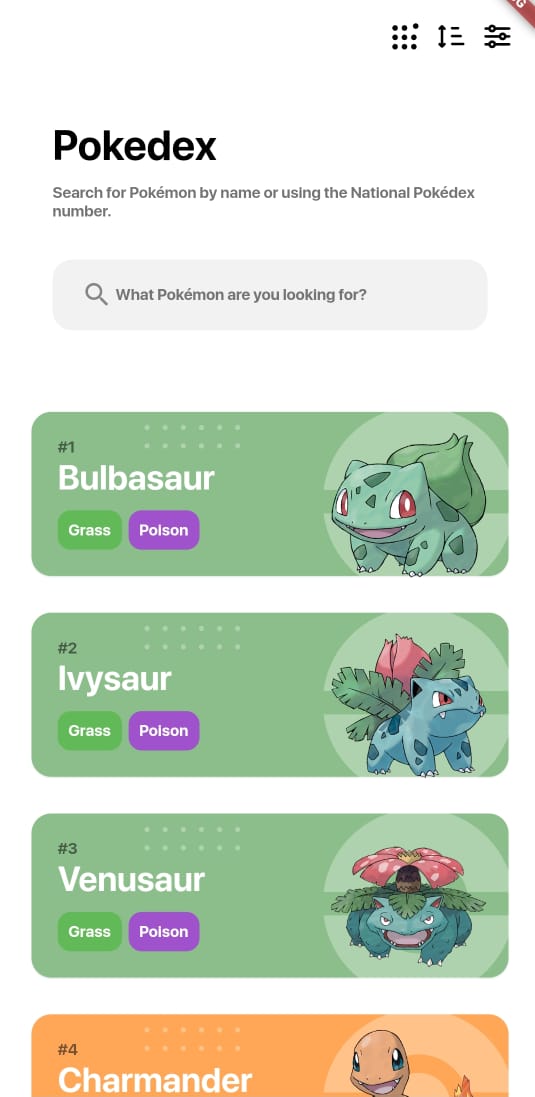 Pokedex
Search for Pokémon by name or using the National Pokédex
number.
What Pokémon are you looking for?
#1
Bulbasaur
Grass Poison
#2
Ivysaur
Grass Poison
#3
Venusaur
Grass Poison
#4
Charmander